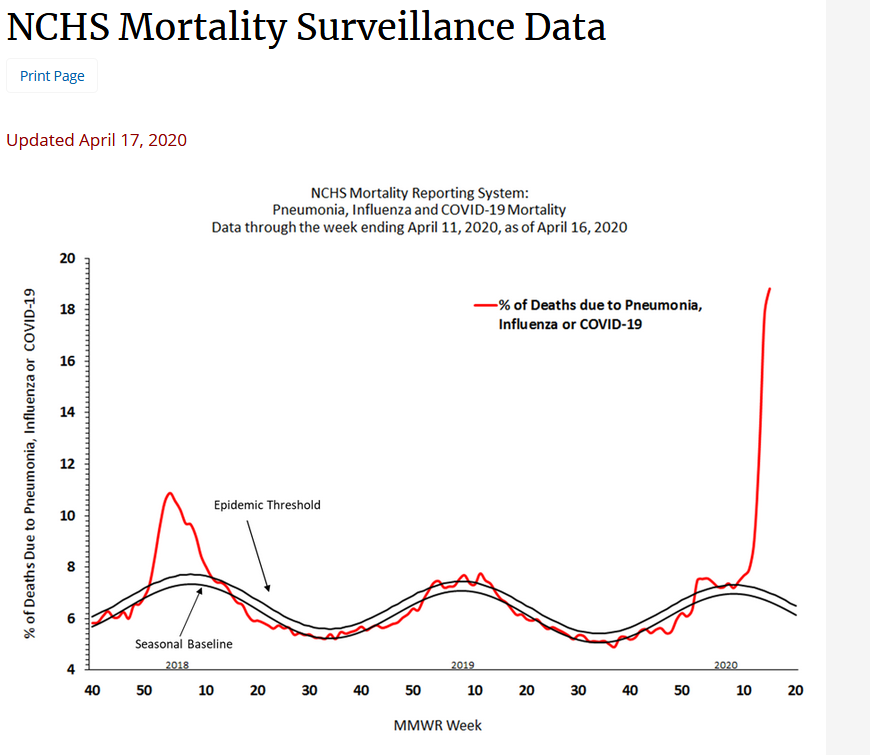 NCHS Mortality Surveillance Data
Print Page
Updated April 17, 2020
NCHS Mortality Reporting System:
Pneumonia, Influenza and COVID-19 Mortality
Data through the week ending April 11, 2020, as of April 16, 2020
% of Deaths Due to Pneumonia, Influenza or COVID-19
20
18
16
14
12
10
8
6
4
% of Deaths due to Pneumonia,
Influenza or COVID-19
Epidemic Threshold
Seasonal Baseline
2018
2019
2020
40 50 10 20 30 40 50 10 20 30 40 50 10 20
MMWR Week